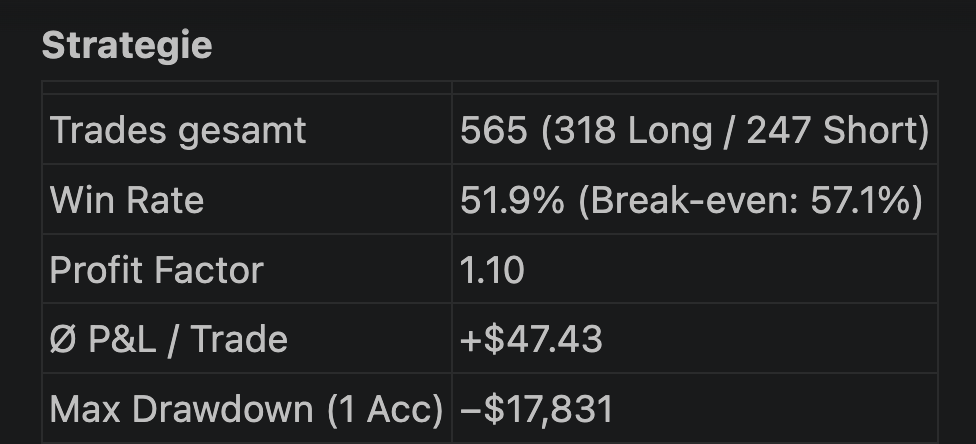 Strategie
Trades gesamt 565 (318 Long / 247 Short)
Win Rate 51.9% (Break-even: 57.1%)
Profit Factor 1.10
Ø P&L / Trade +$47.43
Max Drawdown (1 Acc) −$17,831